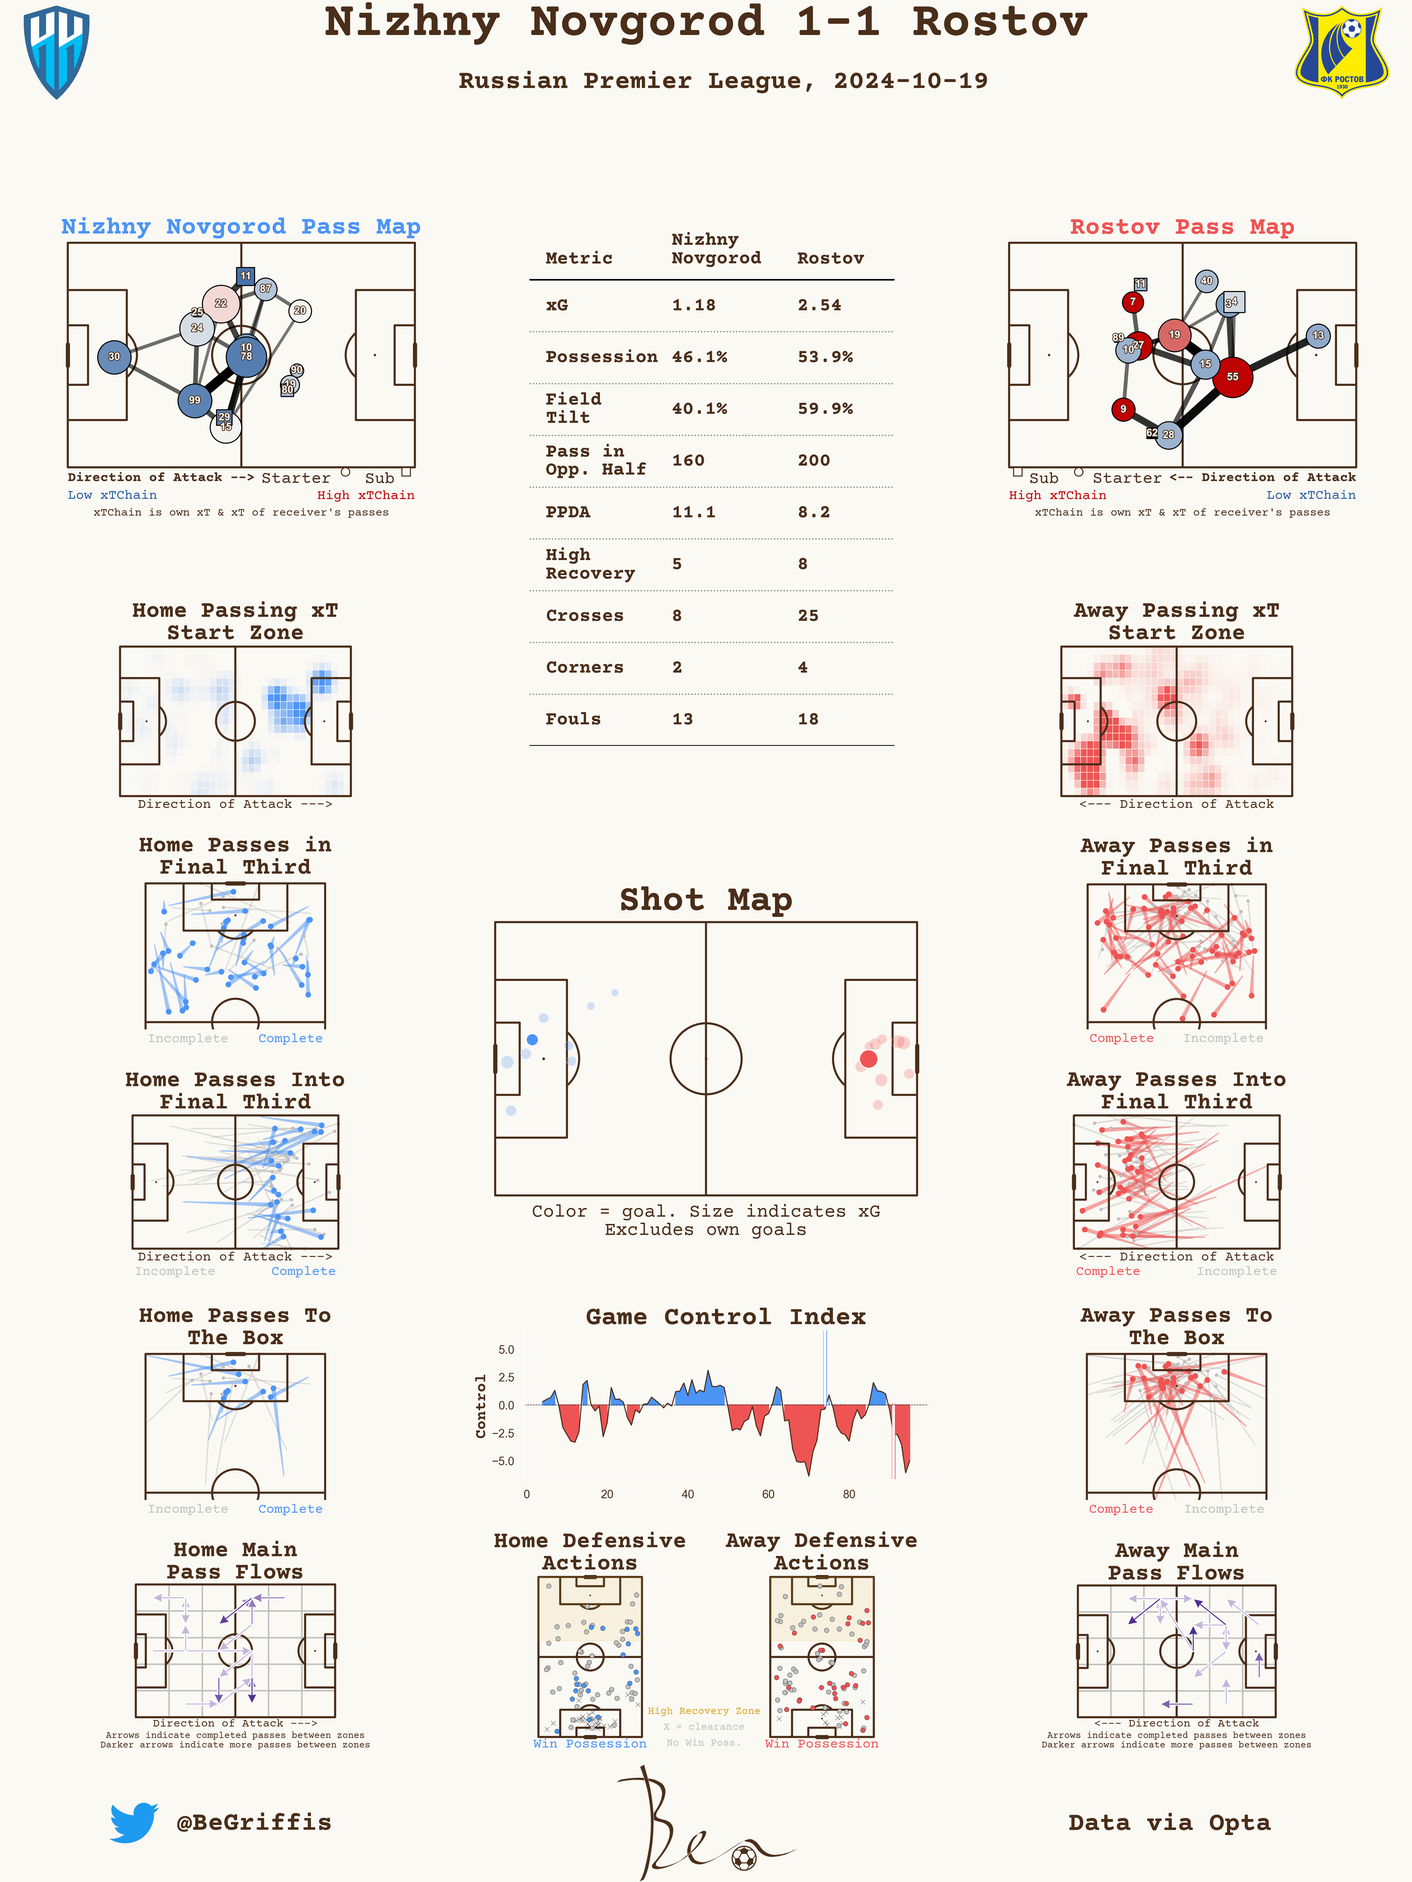 Nizhny Novgorod 1-1 Rostov
Russian Premier League, 2024-10-19
ФК РОСТОВ
1930
Nizhny Novgorod Pass Map
11
87
22
20
25
24
10
78
30
90
19
80
99
29
15
Direction of Attack --> Starter Sub
Low xTChain High xTChain
xTChain is own xT & xT of receiver's passes
Metric Nizhny Novgorod Rostov
xG 1.18 2.54
Possession 46.1% 53.9%
Field Tilt 40.1% 59.9%
Pass in Opp. Half 160 200
PPDA 11.1 8.2
High Recovery 5 8
Crosses 8 25
Corners 2 4
Fouls 13 18
Rostov Pass Map
40
11
7
3
4
19
13
89
27
10
15
55
9
62
28
Sub Starter <-- Direction of Attack
High xTChain Low xTChain
xTChain is own xT & xT of receiver's passes
Home Passing xT
Start Zone
Direction of Attack --->
Away Passing xT
Start Zone
<--- Direction of Attack
Home Passes in
Final Third
Incomplete Complete
Shot Map
Color = goal. Size indicates xG
Excludes own goals
Away Passes in
Final Third
Complete Incomplete
Home Passes Into
Final Third
Direction of Attack --->
Incomplete Complete
Away Passes Into
Final Third
<--- Direction of Attack
Complete Incomplete
Home Passes To
The Box
Incomplete Complete
Game Control Index
Control
5.0
2.5
0.0
−2.5
−5.0
0 20 40 60 80
Away Passes To
The Box
Complete Incomplete
Home Main
Pass Flows
Direction of Attack --->
Arrows indicate completed passes between zones
Darker arrows indicate more passes between zones
Home Defensive
Actions
Win Possession
High Recovery Zone
X = clearance
No Win Poss.
Away Defensive
Actions
Win Possession
Away Main
Pass Flows
<--- Direction of Attack
Arrows indicate completed passes between zones
Darker arrows indicate more passes between zones
@BeGriffis
Ben
Data via Opta